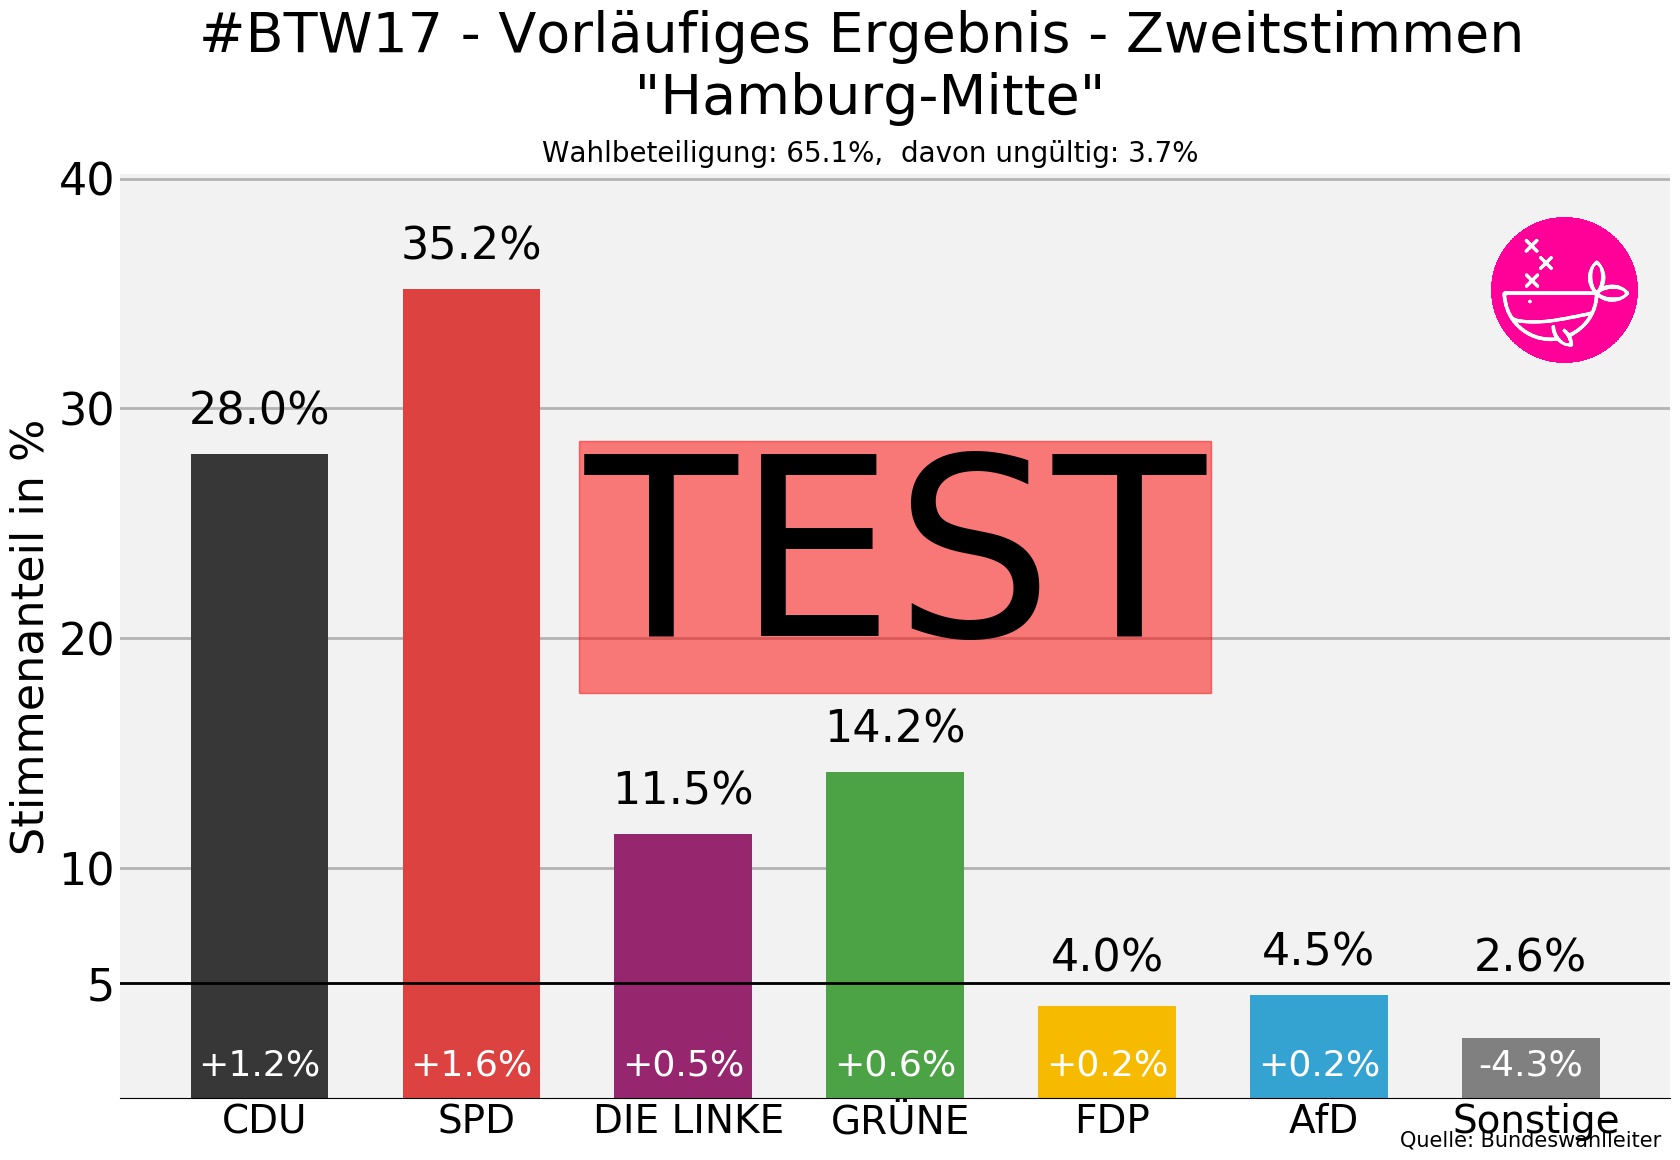 #BTW17 - Vorläufiges Ergebnis - Zweitstimmen
"Hamburg-Mitte"
Wahlbeteiligung: 65.1%, davon ungültig: 3.7%
Stimmenanteil in %
40
30
20
10
5
28.0%
35.2%
11.5%
14.2%
4.0%
4.5%
2.6%
TEST
+1.2%
+1.6%
+0.5%
+0.6%
+0.2%
+0.2%
-4.3%
CDU
SPD
DIE LINKE
GRÜNE
FDP
AfD
Sonstige
Quelle: Bundeswahlleiter